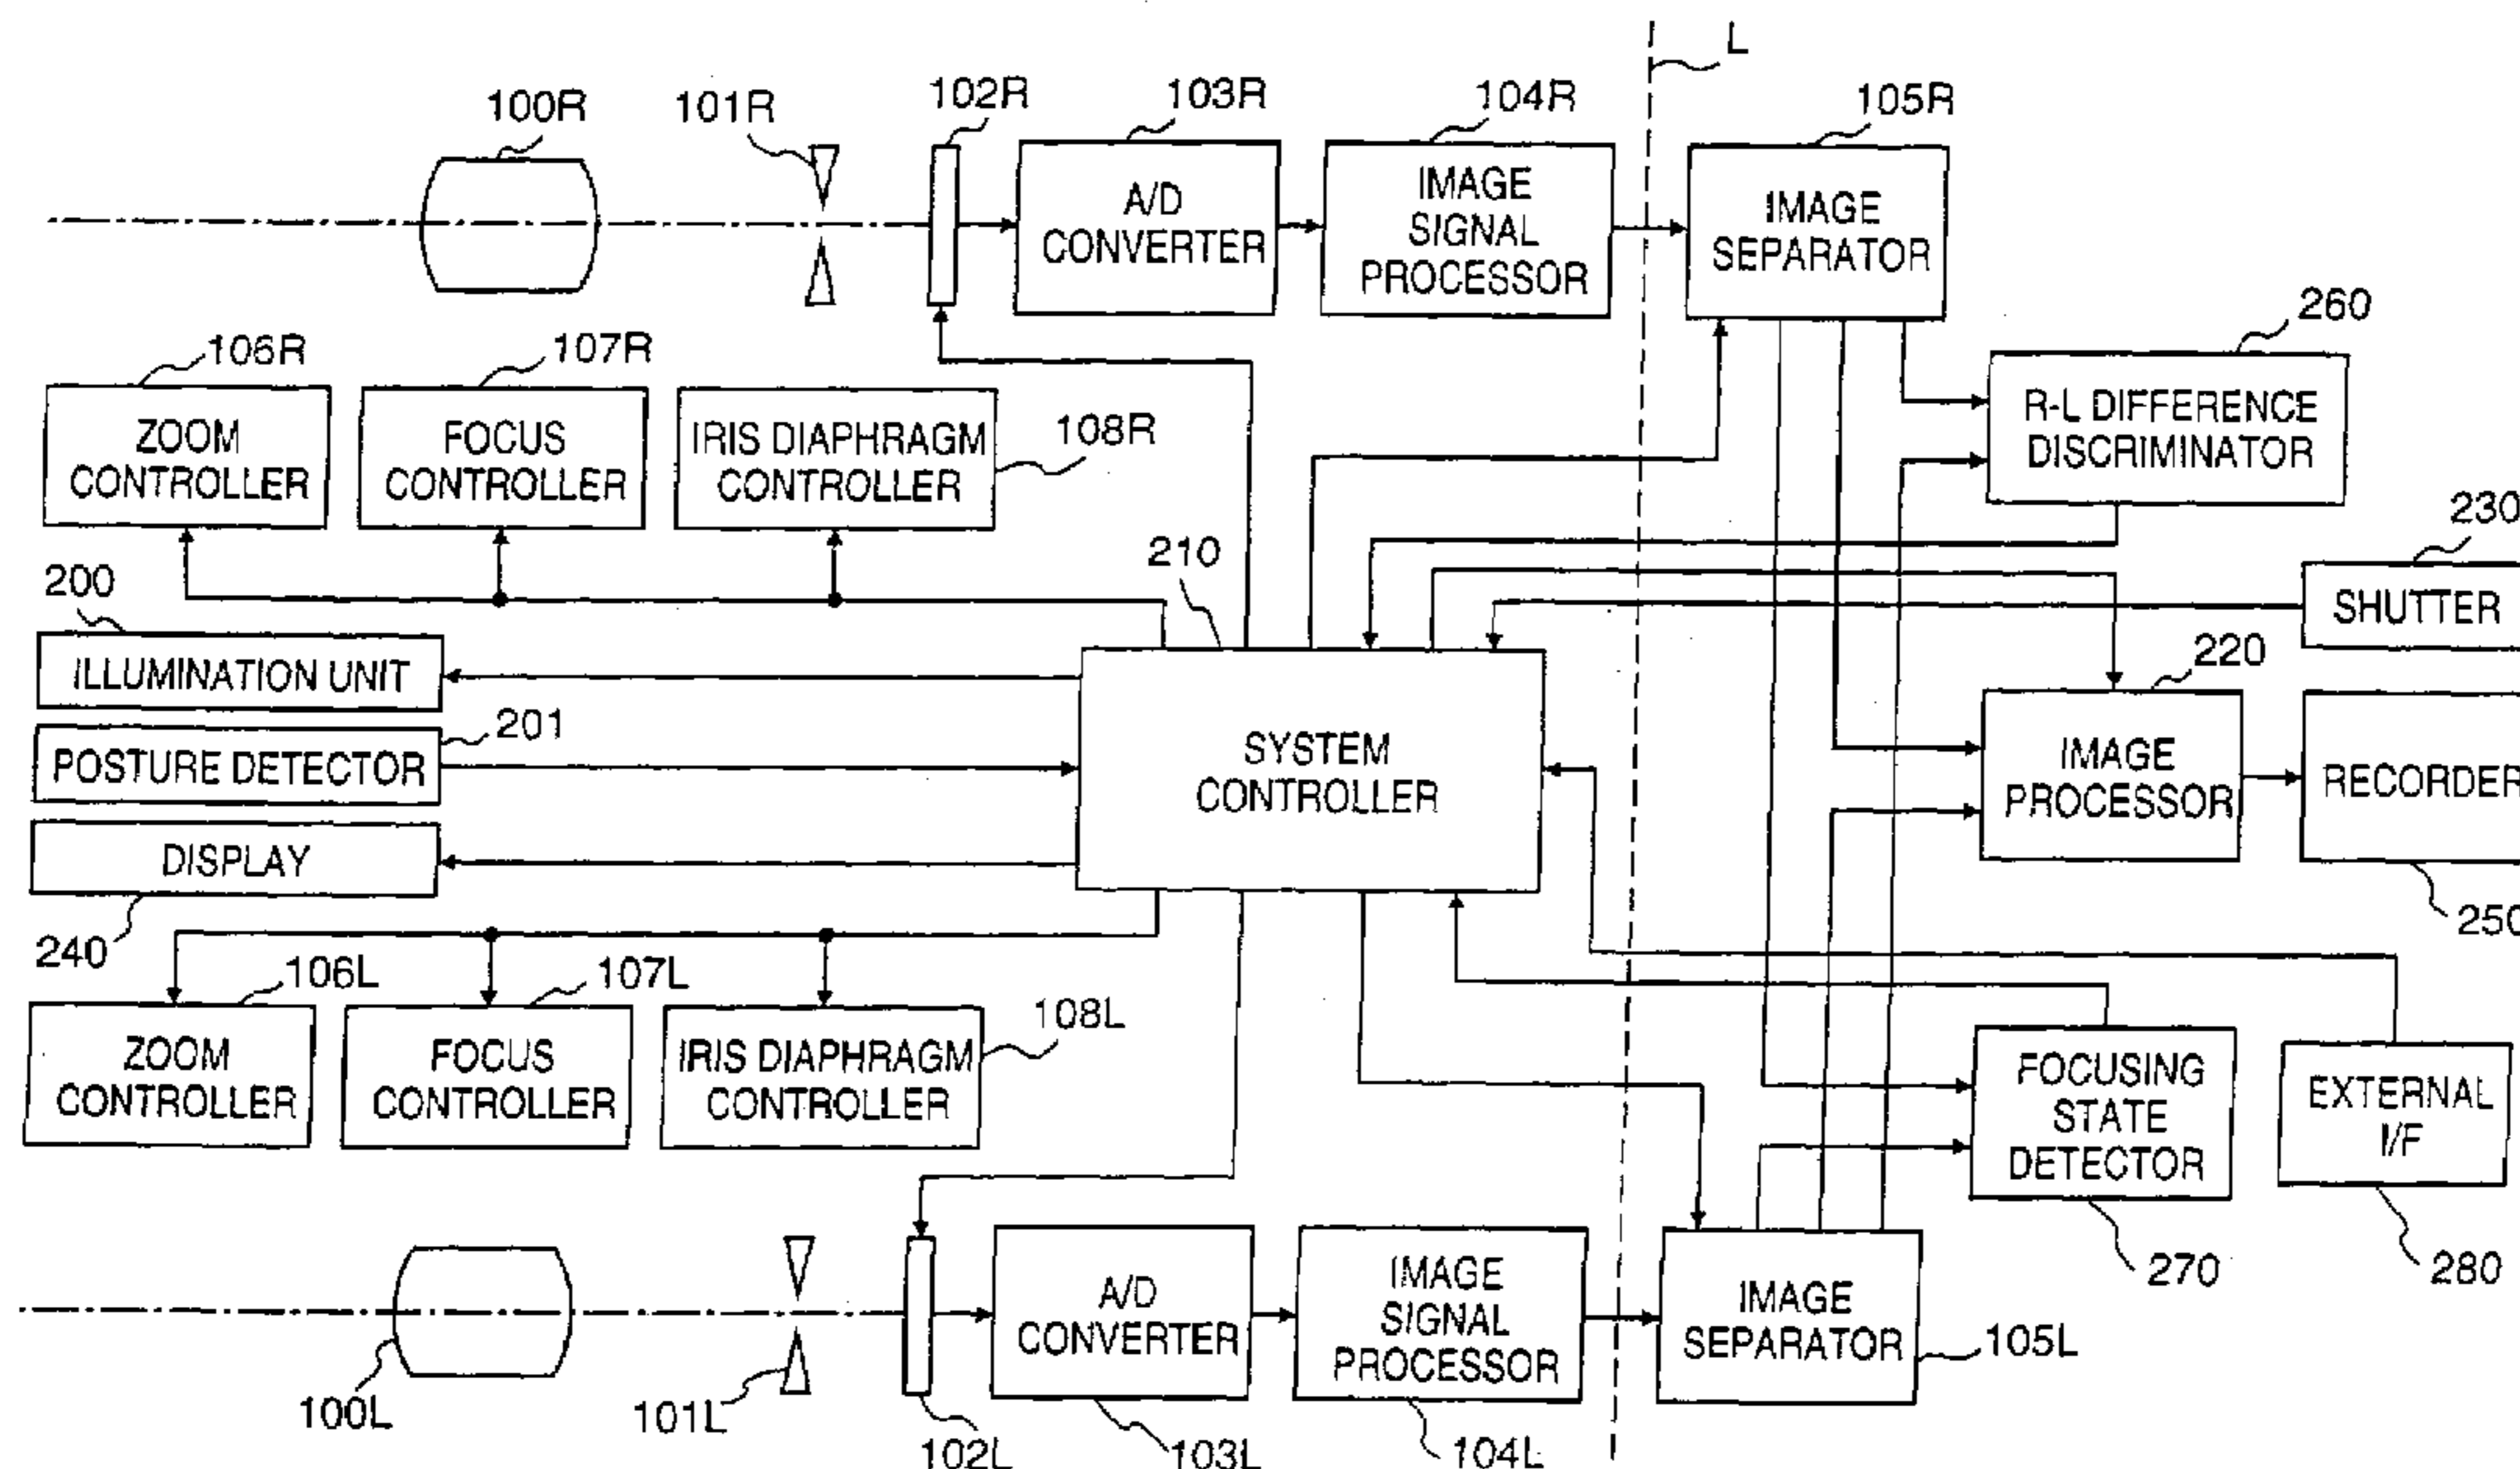 L
100R
101R
102R
103R
104R
105R
A/D
CONVERTER
IMAGE
SIGNAL
PROCESSOR
IMAGE
SEPARATOR
260
106R
107R
ZOOM
CONTROLLER
FOCUS
CONTROLLER
IRIS DIAPHRAGM
CONTROLLER
108R
R-L DIFFERENCE
DISCRIMINATOR
230
200
210
SHUTTER
ILLUMINATION UNIT
220
201
POSTURE DETECTOR
SYSTEM
CONTROLLER
IMAGE
PROCESSOR
RECORDER
DISPLAY
240
250
106L
107L
108L
ZOOM
CONTROLLER
FOCUS
CONTROLLER
IRIS DIAPHRAGM
CONTROLLER
FOCUSING
STATE
DETECTOR
EXTERNAL
I/F
270
280
A/D
CONVERTER
IMAGE
SIGNAL
PROCESSOR
IMAGE
SEPARATOR
105L
100L
101L
102L
103L
104L